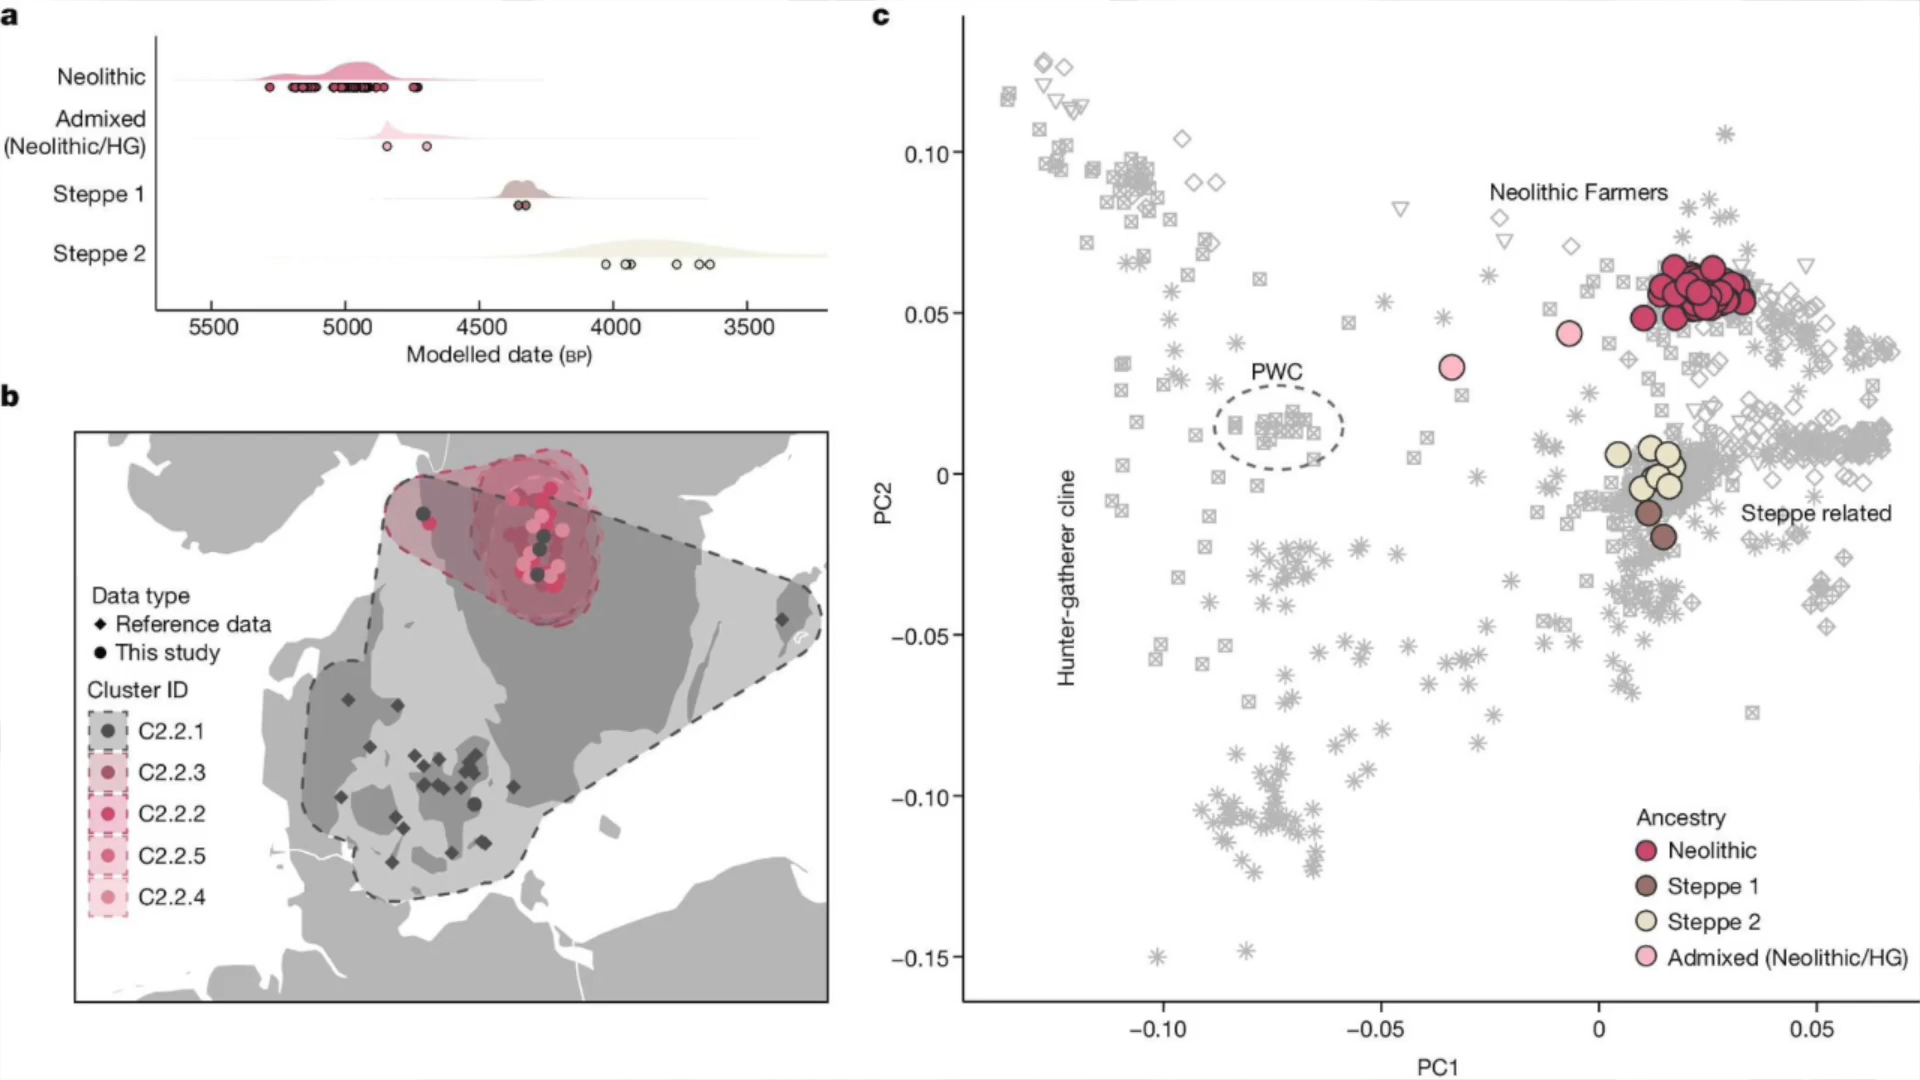 a
Neolithic
Admixed
(Neolithic/HG)
Steppe 1
Steppe 2
5500 5000 4500 4000 3500
Modelled date (BP)
b
Data type
Reference data
This study
Cluster ID
C2.2.1
C2.2.3
C2.2.2
C2.2.5
C2.2.4
c
0.10
0.05
0
−0.05
−0.10
−0.15
PC2
Neolithic Farmers
PWC
Hunter-gatherer cline
Steppe related
Ancestry
Neolithic
Steppe 1
Steppe 2
Admixed (Neolithic/HG)
−0.10 −0.05 0 0.05
PC1